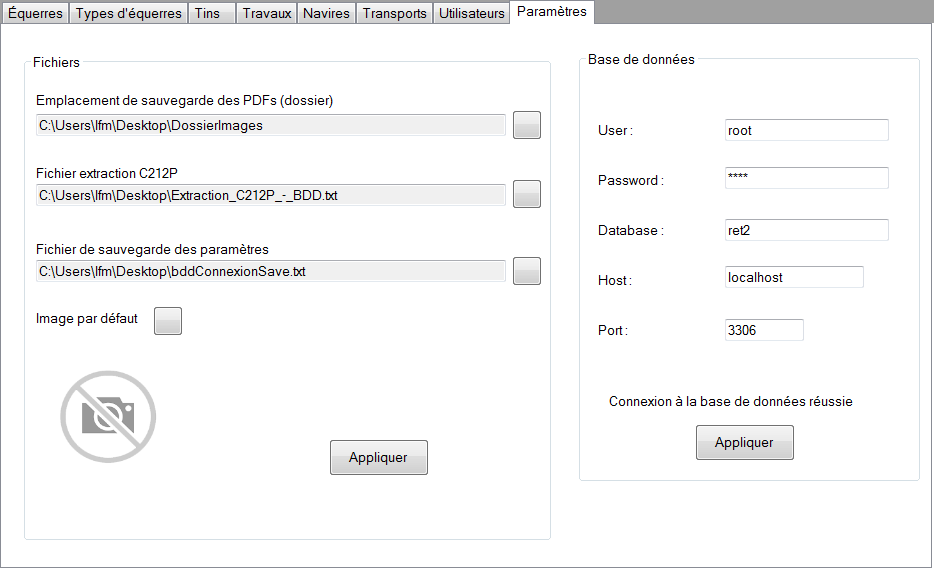 Équerres Types d'équerres Tins Travaux Navires Transports Utilisateurs Paramètres
Fichiers
Emplacement de sauvegarde des PDFs (dossier)
C:\Users\lfm\Desktop\DossierImages
Fichier extraction C212P
C:\Users\lfm\Desktop\Extraction_C212P_-_BDD.txt
Fichier de sauvegarde des paramètres
C:\Users\lfm\Desktop\bddConnexionSave.txt
Image par défaut
Appliquer
Base de données
User : root
Password : ****
Database : ret2
Host : localhost
Port : 3306
Connexion à la base de données réussie
Appliquer